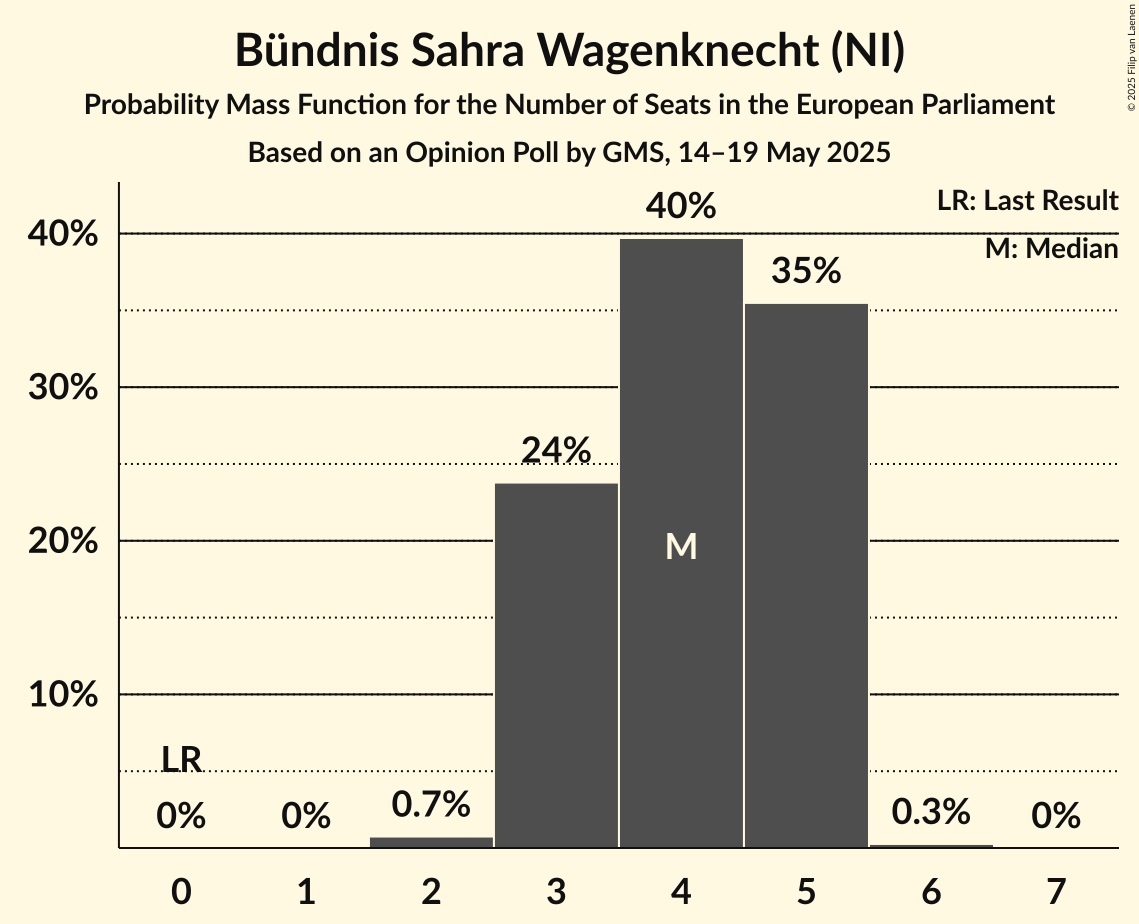 Bündnis Sahra Wagenknecht (NI)
Probability Mass Function for the Number of Seats in the European Parliament
Based on an Opinion Poll by GMS, 14–19 May 2025
© 2025 Filip van Laenen
LR: Last Result
M: Median
40%
30%
20%
10%
40%
35%
24%
M
LR
0%
0%
0.7%
0.3%
0%
0 1 2 3 4 5 6 7